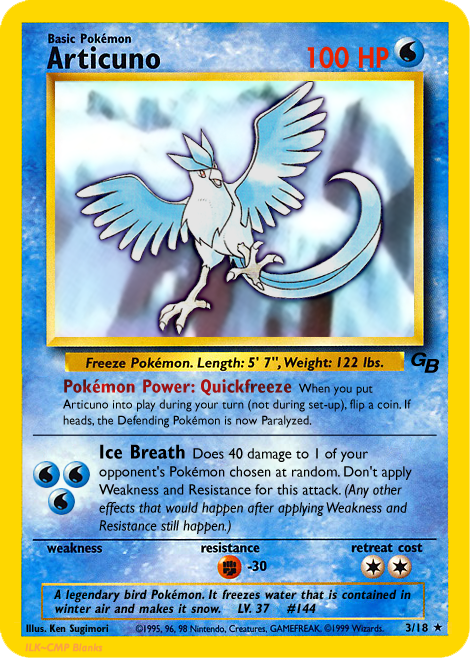 Basic Pokémon
Articuno
100 HP
Freeze Pokémon. Length: 5' 7", Weight: 122 lbs.
GB
Pokémon Power: Quickfreeze When you put
Articuno into play during your turn (not during set-up), flip a coin. If
heads, the Defending Pokémon is now Paralyzed.
Ice Breath Does 40 damage to 1 of your
opponent's Pokémon chosen at random. Don't apply
Weakness and Resistance for this attack. (Any other
effects that would happen after applying Weakness and
Resistance still happen.)
weakness resistance retreat cost
-30
A legendary bird Pokémon. It freezes water that is contained in
winter air and makes it snow. LV. 37 #144
Illus. Ken Sugimori ©1995, 96, 98 Nintendo, Creatures, GAMEFREAK. ©1999 Wizards. 3/18 ★
ILK~CMP Blanks